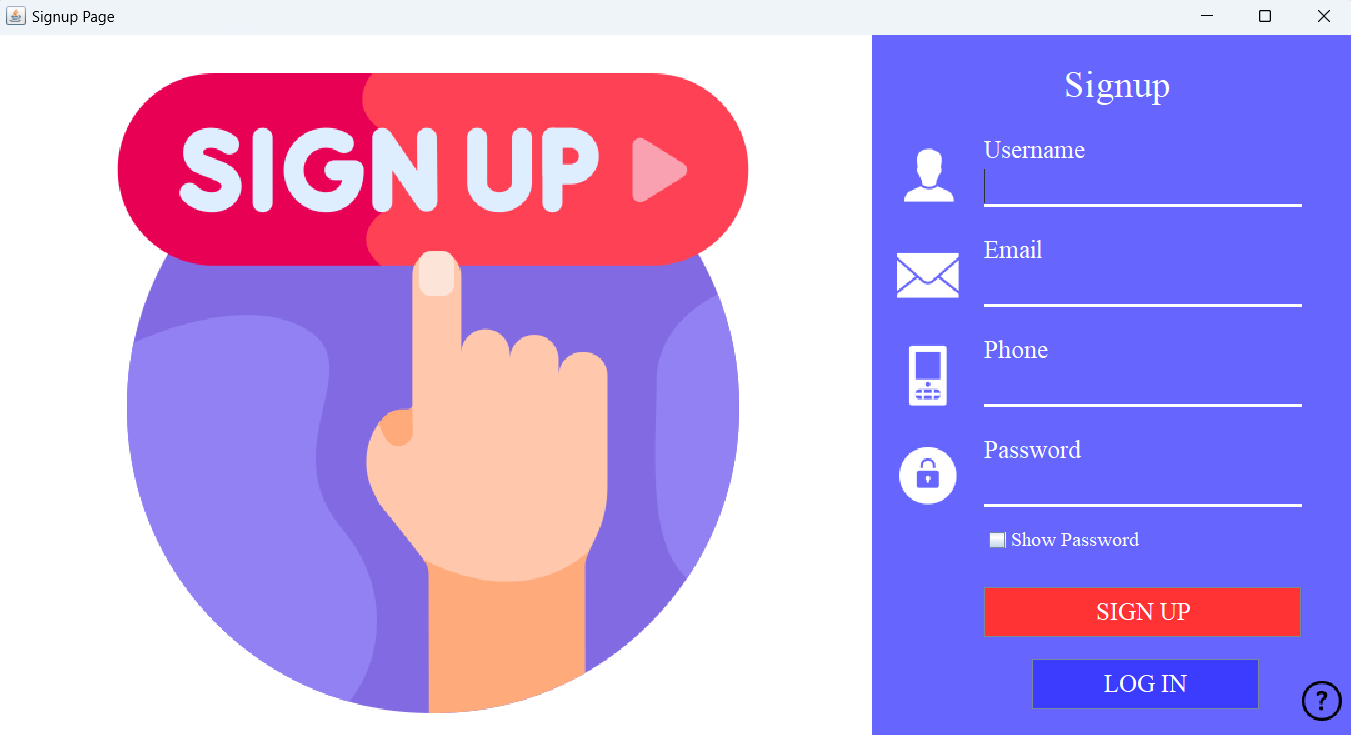 Signup Page
SIGN UP
Signup
Username
Email
Phone
Password
Show Password
SIGN UP
LOG IN
?